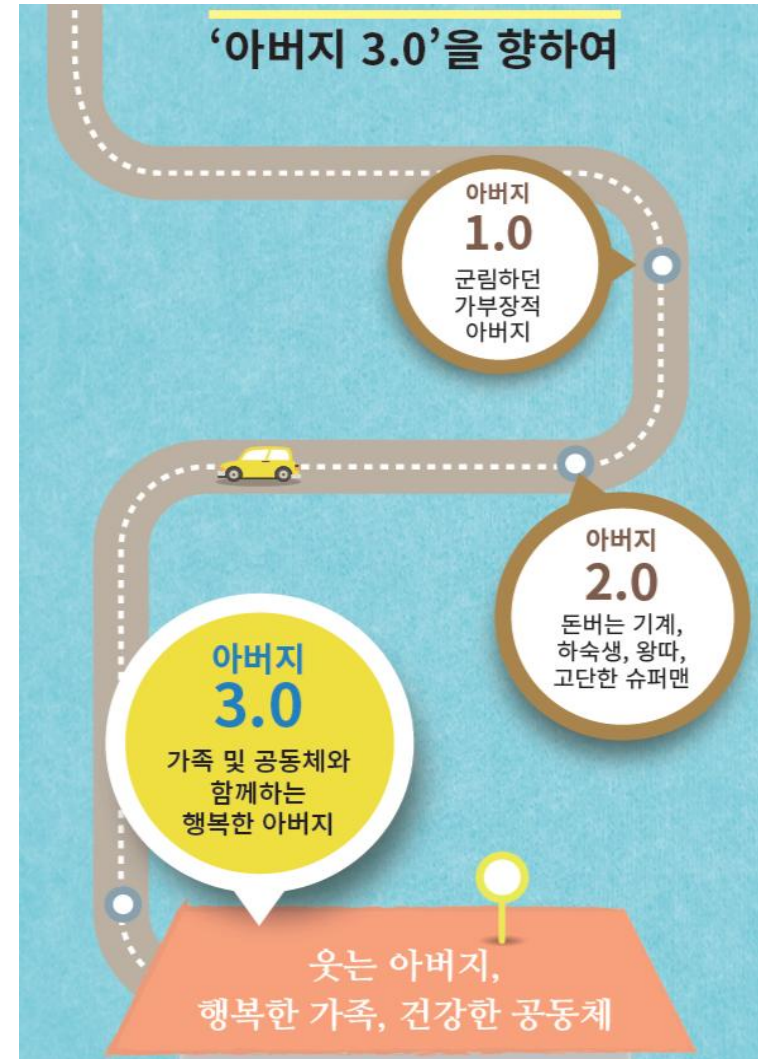 ‘아버지 3.0’을 향하여
아버지
1.0
군림하던
가부장적
아버지
아버지
2.0
돈버는 기계,
하숙생, 왕따,
고단한 슈퍼맨
아버지
3.0
가족 및 공동체와
함께하는
행복한 아버지
웃는 아버지,
행복한 가족, 건강한 공동체